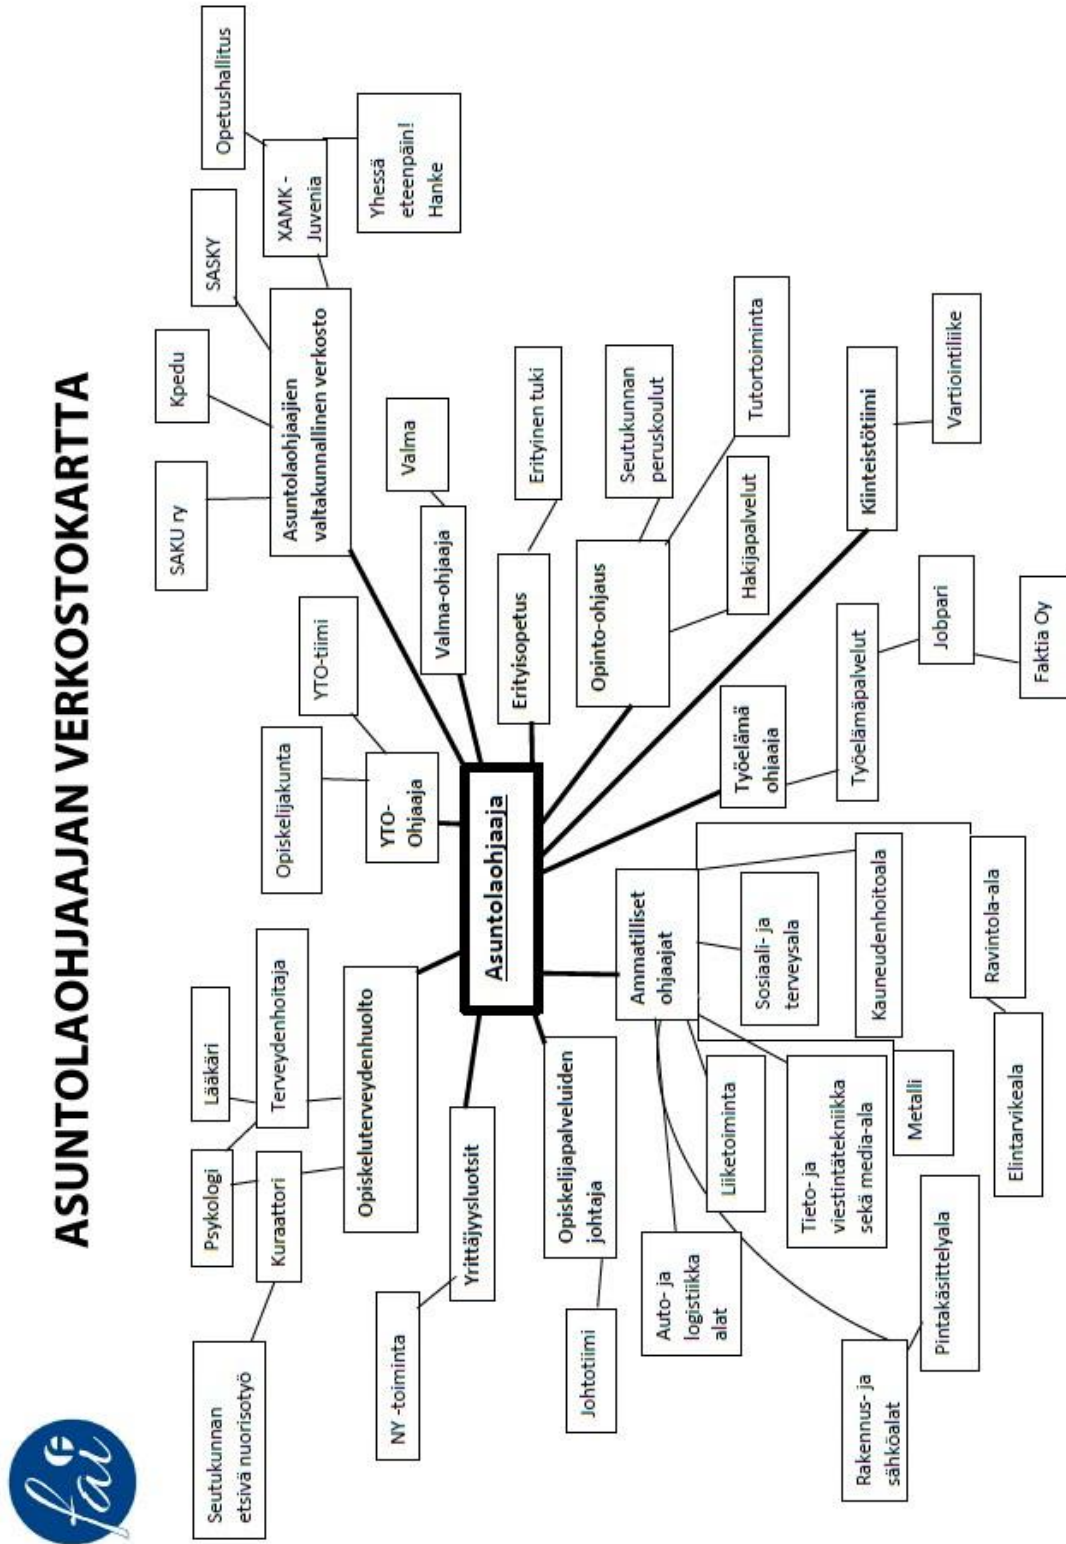 fai
ASUNTOLAOHJAAJAN VERKOSTOKARTTA
Seutukunnan
etsivä nuorisotyö
Psykologi
Lääkäri
Kuraattori
Terveydenhoitaja
Opiskeluterveydenhuolto
Opiskelijakunta
YTO-tiimi
YTO-
Ohjaaja
SAKU ry
Kpedu
SASKY
Opetushallitus
XAMK -
Juvenia
Yhessä
eteenpäin!
Hanke
Asuntolaohjaajien
valtakunnallinen verkosto
Valma
Valma-ohjaaja
NY -toiminta
Yrittäjyysluotsit
Asuntolaohjaaja
Erityisopetus
Erityinen tuki
Johtotiimi
Opiskelijapalveluiden
johtaja
Opinto-ohjaus
Seutukunnan
peruskoulut
Tutortoiminta
Hakijapalvelut
Ammatilliset
ohjaajat
Työelämä
ohjaaja
Auto- ja
logistiikka
alat
Liiketoiminta
Sosiaali- ja
terveysala
Tieto- ja
viestintätekniikka
sekä media-ala
Kauneudenhoitoala
Työelämäpalvelut
Kiinteistötiimi
Rakennus- ja
sähköalat
Pintakäsittelyala
Metalli
Ravintola-ala
Elintarvikeala
Jobpari
Vartiointiliike
Faktia Oy